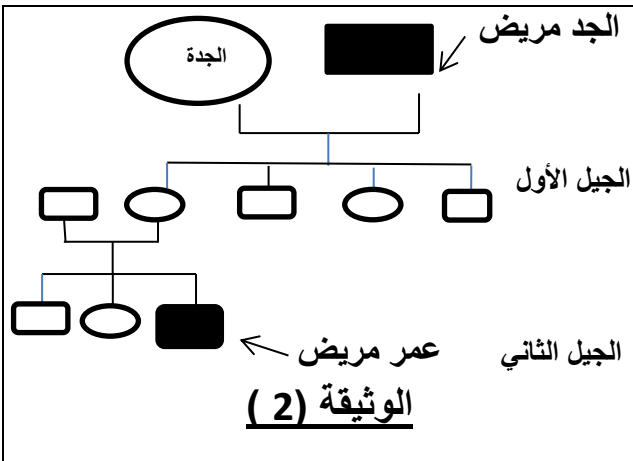 الجد مريض
الجدة
الجيل الأول
الجيل الثاني
عمر مريض
الوثيقة (2 )